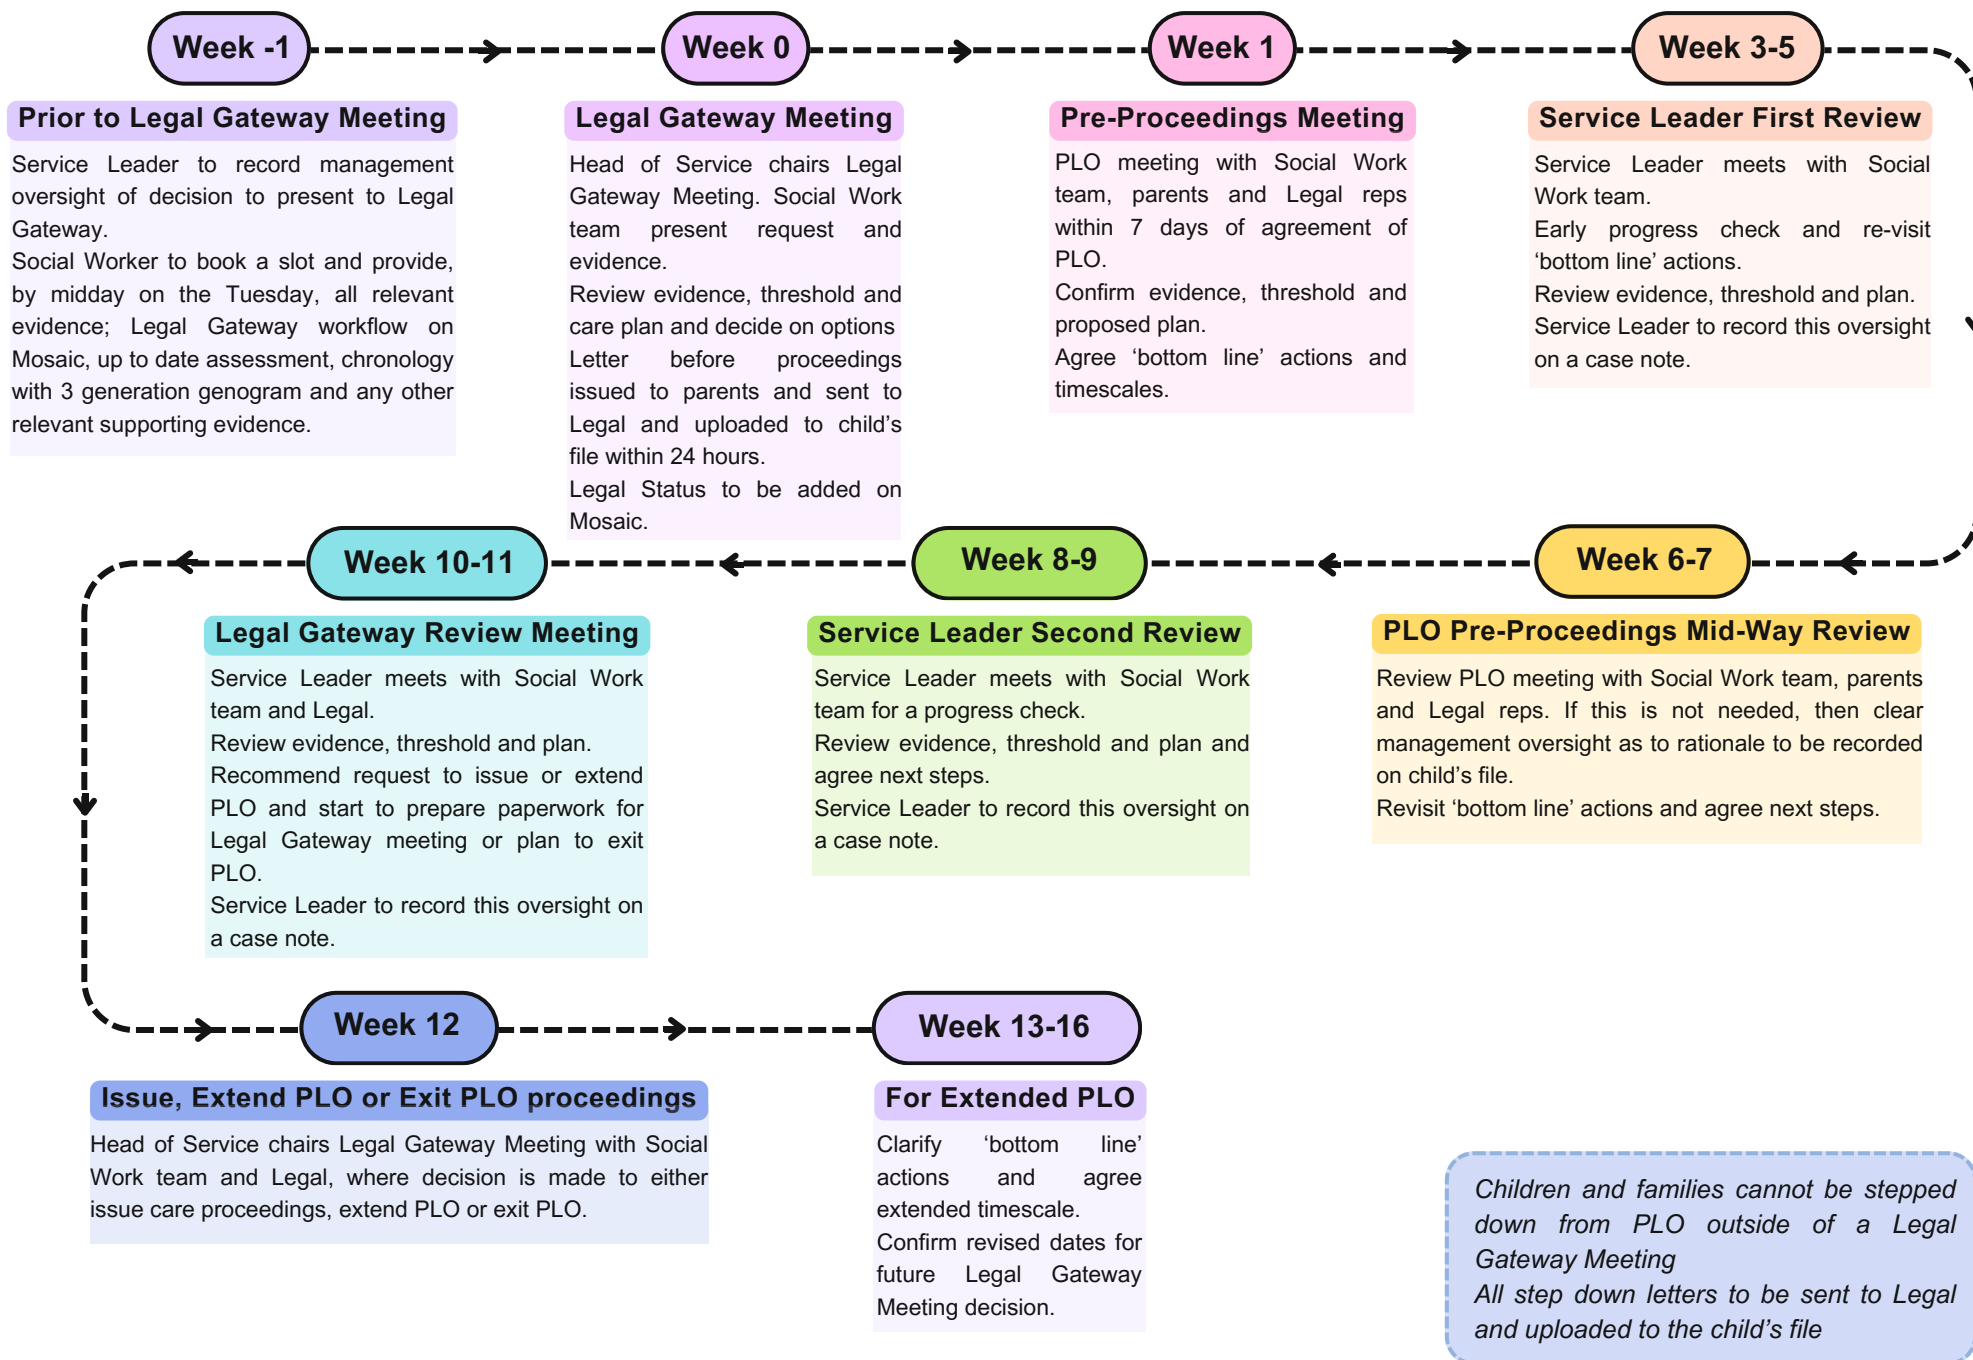 Week -1
Prior to Legal Gateway Meeting
Service Leader to record management
oversight of decision to present to Legal
Gateway.
Social Worker to book a slot and provide,
by midday on the Tuesday, all relevant
evidence; Legal Gateway workflow on
Mosaic, up to date assessment, chronology
with 3 generation genogram and any other
relevant supporting evidence.
Week 0
Legal Gateway Meeting
Head of Service chairs Legal
Gateway Meeting. Social Work
team present request and
evidence.
Review evidence, threshold and
care plan and decide on options
Letter before proceedings
issued to parents and sent to
Legal and uploaded to child’s
file within 24 hours.
Legal Status to be added on
Mosaic.
Week 1
Pre-Proceedings Meeting
PLO meeting with Social Work
team, parents and Legal reps
within 7 days of agreement of
PLO.
Confirm evidence, threshold and
proposed plan.
Agree ‘bottom line’ actions and
timescales.
Week 3-5
Service Leader First Review
Service Leader meets with Social
Work team.
Early progress check and re-visit
‘bottom line’ actions.
Review evidence, threshold and plan.
Service Leader to record this oversight
on a case note.
Week 6-7
PLO Pre-Proceedings Mid-Way Review
Review PLO meeting with Social Work team, parents
and Legal reps. If this is not needed, then clear
management oversight as to rationale to be recorded
on child’s file.
Revisit ‘bottom line’ actions and agree next steps.
Week 8-9
Service Leader Second Review
Service Leader meets with Social Work
team for a progress check.
Review evidence, threshold and plan and
agree next steps.
Service Leader to record this oversight on
a case note.
Week 10-11
Legal Gateway Review Meeting
Service Leader meets with Social Work
team and Legal.
Review evidence, threshold and plan.
Recommend request to issue or extend
PLO and start to prepare paperwork for
Legal Gateway meeting or plan to exit
PLO.
Service Leader to record this oversight on
a case note.
Week 12
Issue, Extend PLO or Exit PLO proceedings
Head of Service chairs Legal Gateway Meeting with Social
Work team and Legal, where decision is made to either
issue care proceedings, extend PLO or exit PLO.
Week 13-16
For Extended PLO
Clarify ‘bottom line’
actions and agree
extended timescale.
Confirm revised dates for
future Legal Gateway
Meeting decision.
Children and families cannot be stepped
down from PLO outside of a Legal
Gateway Meeting
All step down letters to be sent to Legal
and uploaded to the child’s file